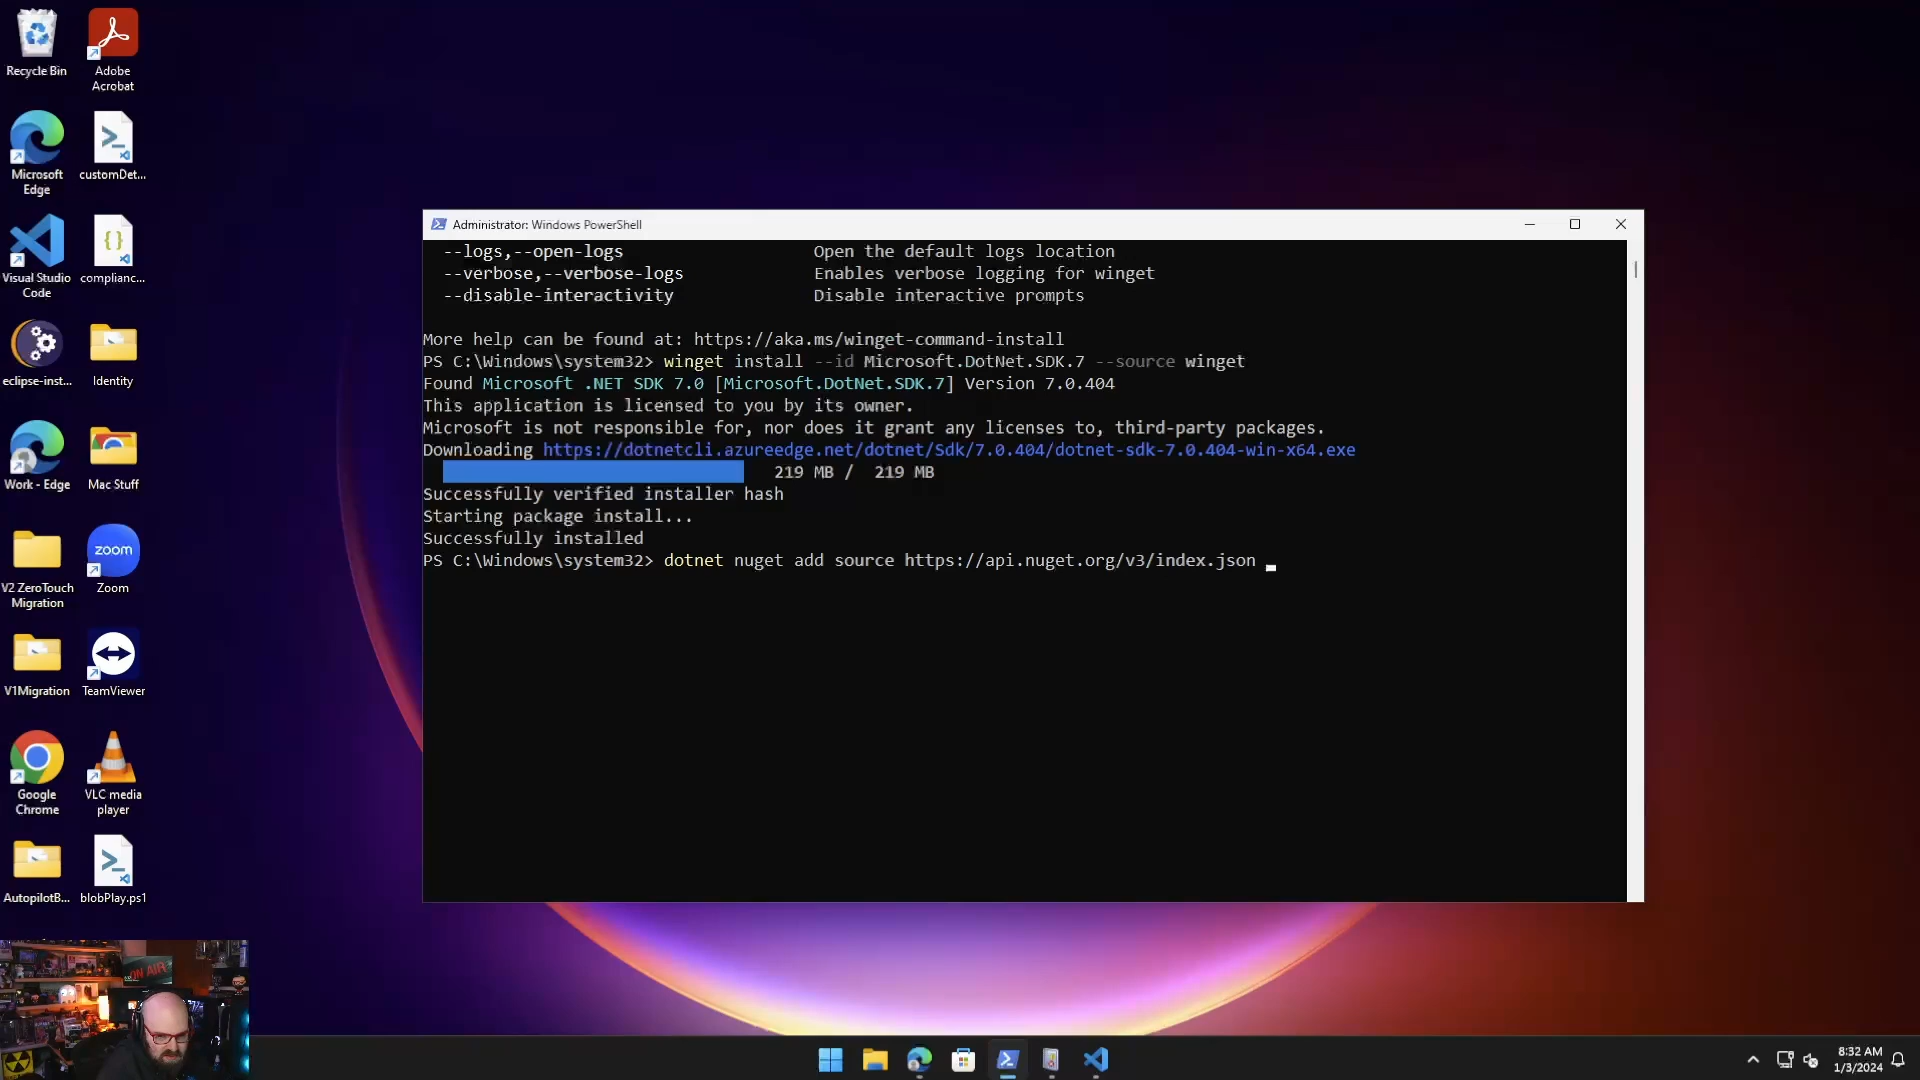 Recycle Bin
Adobe
Acrobat
Microsoft
Edge
customDet...
Visual Studio
Code
complianc...
eclipse-inst...
Identity
Work - Edge
Mac Stuff
V2 ZeroTouch
Migration
zoom
Zoom
V1Migration
TeamViewer
Google
Chrome
VLC media
player
AutopilotB...
blobPlay.ps1
Administrator: Windows PowerShell
--logs,--open-logs Open the default logs location
--verbose,--verbose-logs Enables verbose logging for winget
--disable-interactivity Disable interactive prompts
More help can be found at: https://aka.ms/winget-command-install
PS C:\Windows\system32> winget install --id Microsoft.DotNet.SDK.7 --source winget
Found Microsoft .NET SDK 7.0 [Microsoft.DotNet.SDK.7] Version 7.0.404
This application is licensed to you by its owner.
Microsoft is not responsible for, nor does it grant any licenses to, third-party packages.
Downloading https://dotnetcli.azureedge.net/dotnet/Sdk/7.0.404/dotnet-sdk-7.0.404-win-x64.exe
219 MB / 219 MB
Successfully verified installer hash
Starting package install...
Successfully installed
PS C:\Windows\system32> dotnet nuget add source https://api.nuget.org/v3/index.json
ON AIR
8:32 AM
1/3/2024